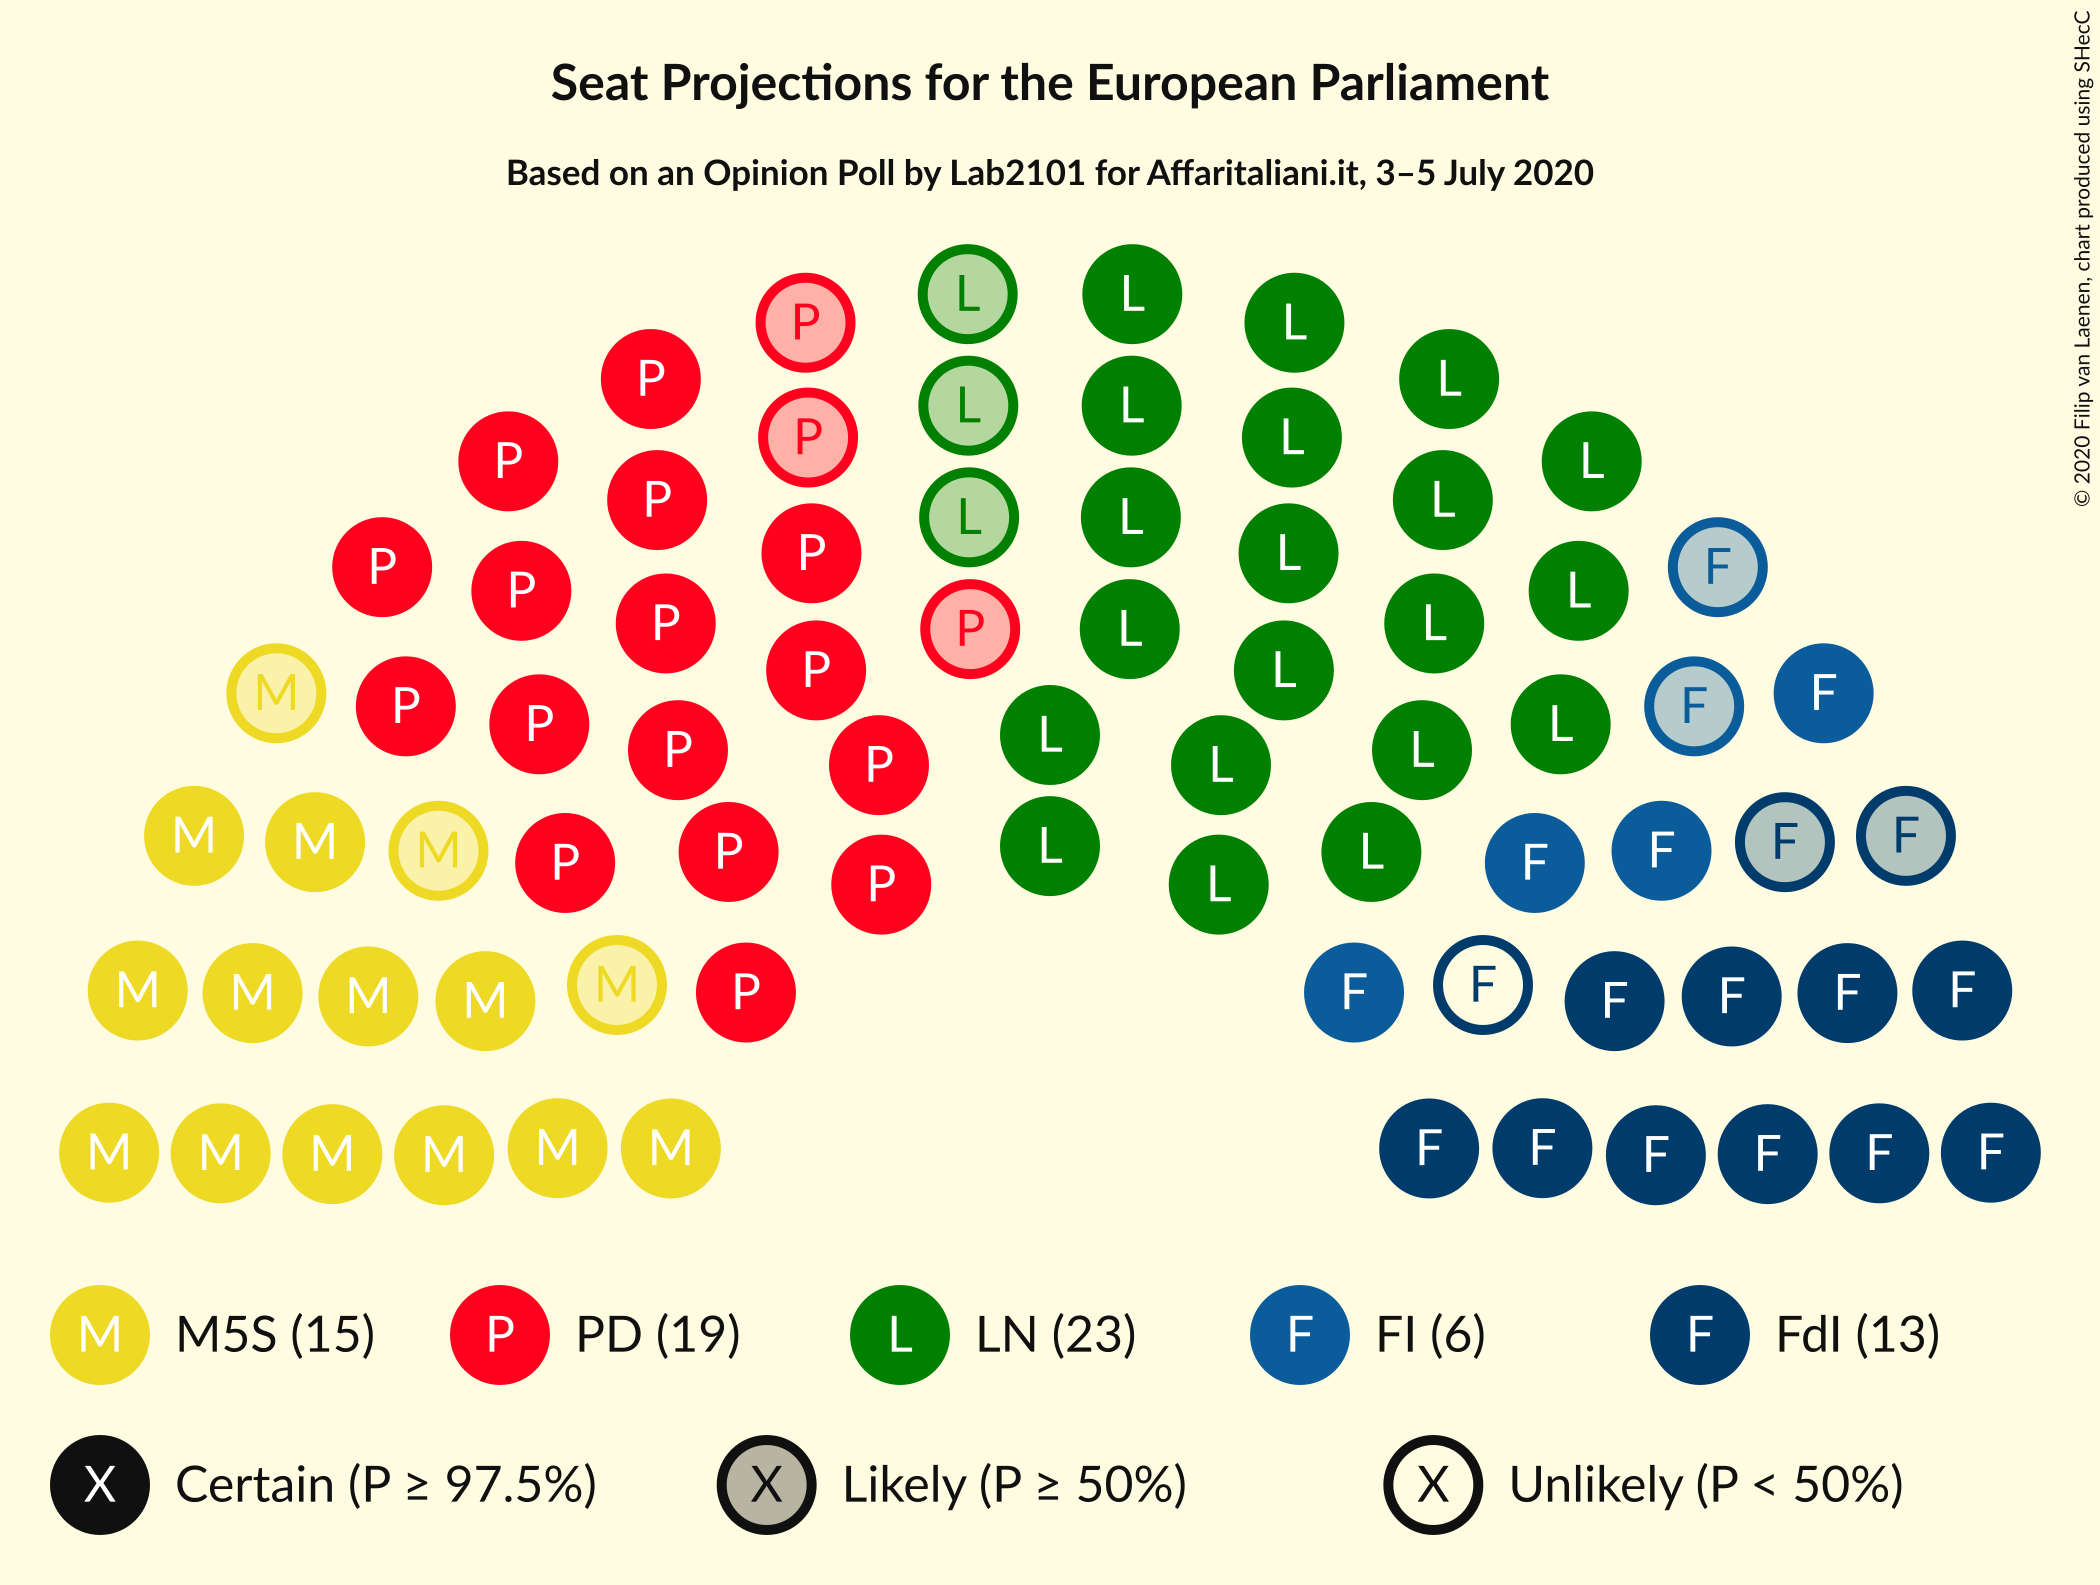 Seat Projections for the European Parliament
Based on an Opinion Poll by Lab2101 for Affaritaliani.it, 3–5 July 2020
© 2020 Filip van Laenen, chart produced using SHecC
L L
P L
P L
P L
L L
P L
P L
P L
L L
P F
P L
P L
P L
P L
P L
M F
P F
P L
P L
P L
L
M F
M F
M F
P F
P L
L
P L
M F
M F
M F
M F
M F
P F
M M M M M M F F F F F F
M M5S (15) P PD (19) L LN (23) F FI (6) F FdI (13)
X Certain (P ≥ 97.5%) X Likely (P ≥ 50%) X Unlikely (P < 50%)